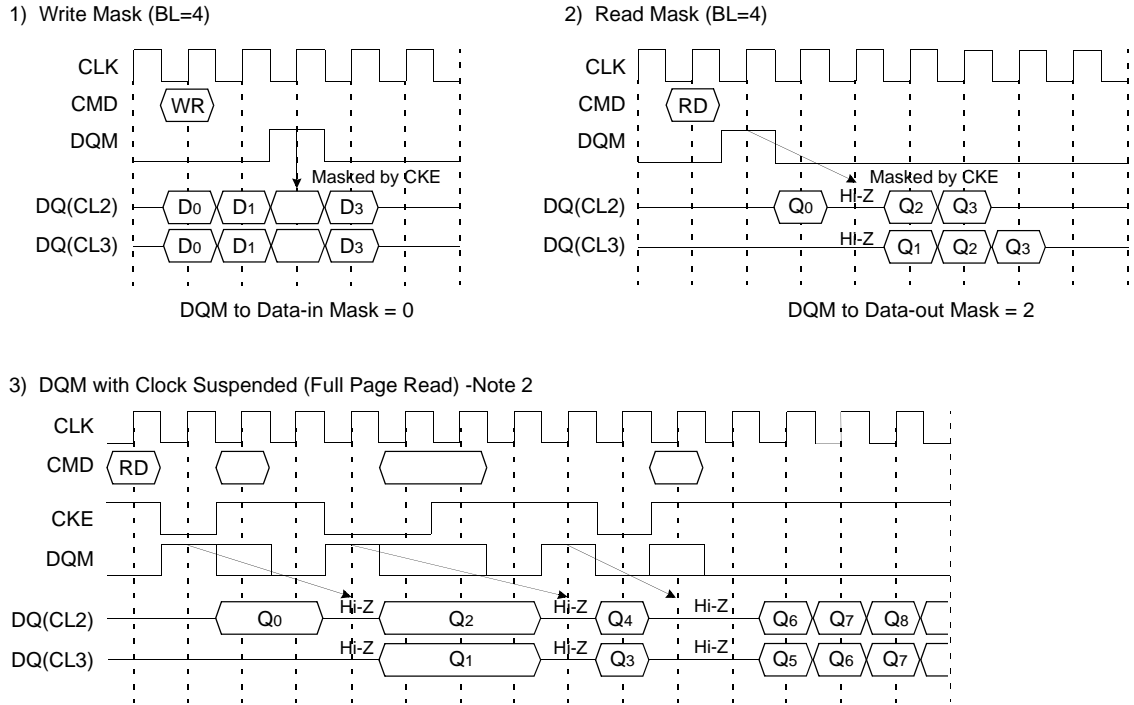 1) Write Mask (BL=4)
CLK
CMD
WR
DQM
Masked by CKE
DQ(CL2)
D0 D1 D3
DQ(CL3)
D0 D1 D3
DQM to Data-in Mask = 0
2) Read Mask (BL=4)
CLK
CMD
RD
DQM
Masked by CKE
DQ(CL2)
Q0 Hi-Z Q2 Q3
DQ(CL3)
Hi-Z Q1 Q2 Q3
DQM to Data-out Mask = 2
3) DQM with Clock Suspended (Full Page Read) -Note 2
CLK
CMD
RD
CKE
DQM
DQ(CL2)
Q0 Hi-Z Q2 Hi-Z Q4 Hi-Z Q6 Q7 Q8
DQ(CL3)
Hi-Z Q1 Hi-Z Q3 Hi-Z Q5 Q6 Q7